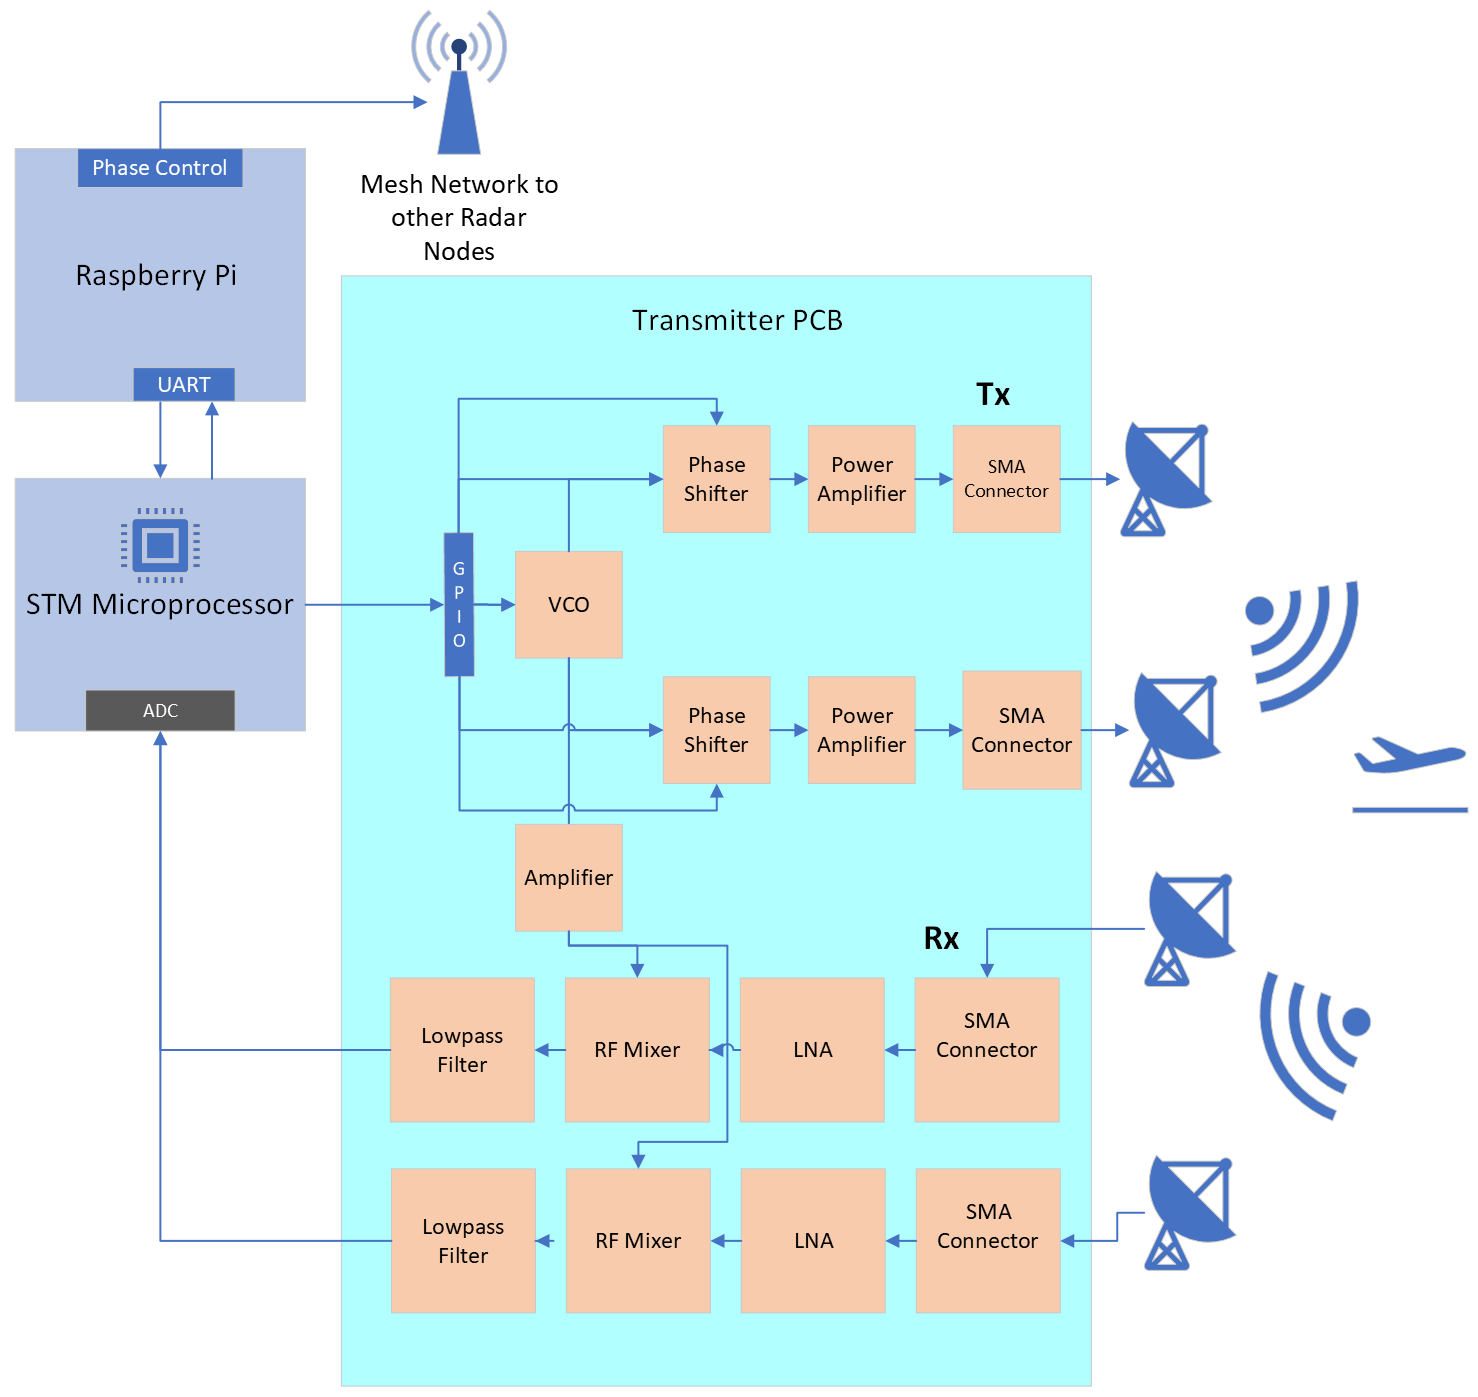 Phase Control
Mesh Network to
other Radar
Nodes
Raspberry Pi
UART
Transmitter PCB
Tx
Phase
Shifter
Power
Amplifier
SMA
Connector
STM Microprocessor
ADC
GPIO
VCO
Phase
Shifter
Power
Amplifier
SMA
Connector
Amplifier
Rx
Lowpass
Filter
RF Mixer
LNA
SMA
Connector
Lowpass
Filter
RF Mixer
LNA
SMA
Connector